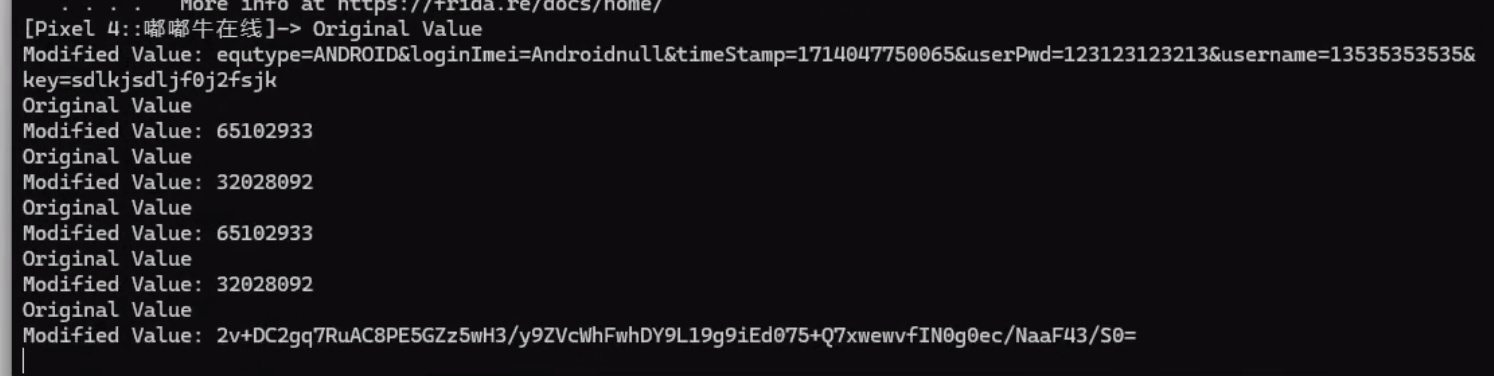 . . . .   More info at https://frida.re/docs/home/
[Pixel 4::嘟嘟牛在线]-> Original Value
Modified Value: equtype=ANDROID&loginImei=Androidnull&timeStamp=1714047750065&userPwd=123123123213&username=13535353535&
key=sdlkjsdljf0j2fsjk
Original Value
Modified Value: 65102933
Original Value
Modified Value: 32028092
Original Value
Modified Value: 65102933
Original Value
Modified Value: 32028092
Original Value
Modified Value: 2v+DC2gq7RuAC8PE5GZz5wH3/y9ZVcWhFwhDY9L19g9iEd075+Q7xwewvfIN0g0ec/NaaF43/S0=